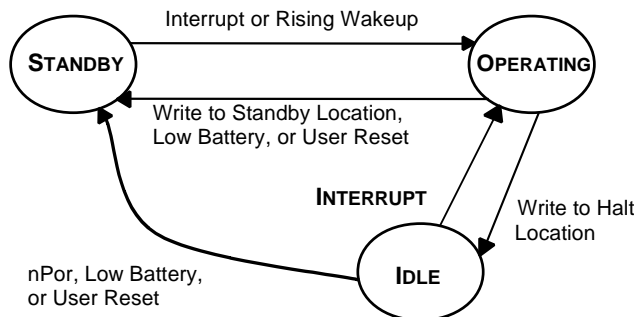 Interrupt or Rising Wakeup
STANDBY
OPERATING
Write to Standby Location,
Low Battery, or User Reset
INTERRUPT
Write to Halt
Location
nPor, Low Battery,
or User Reset
IDLE